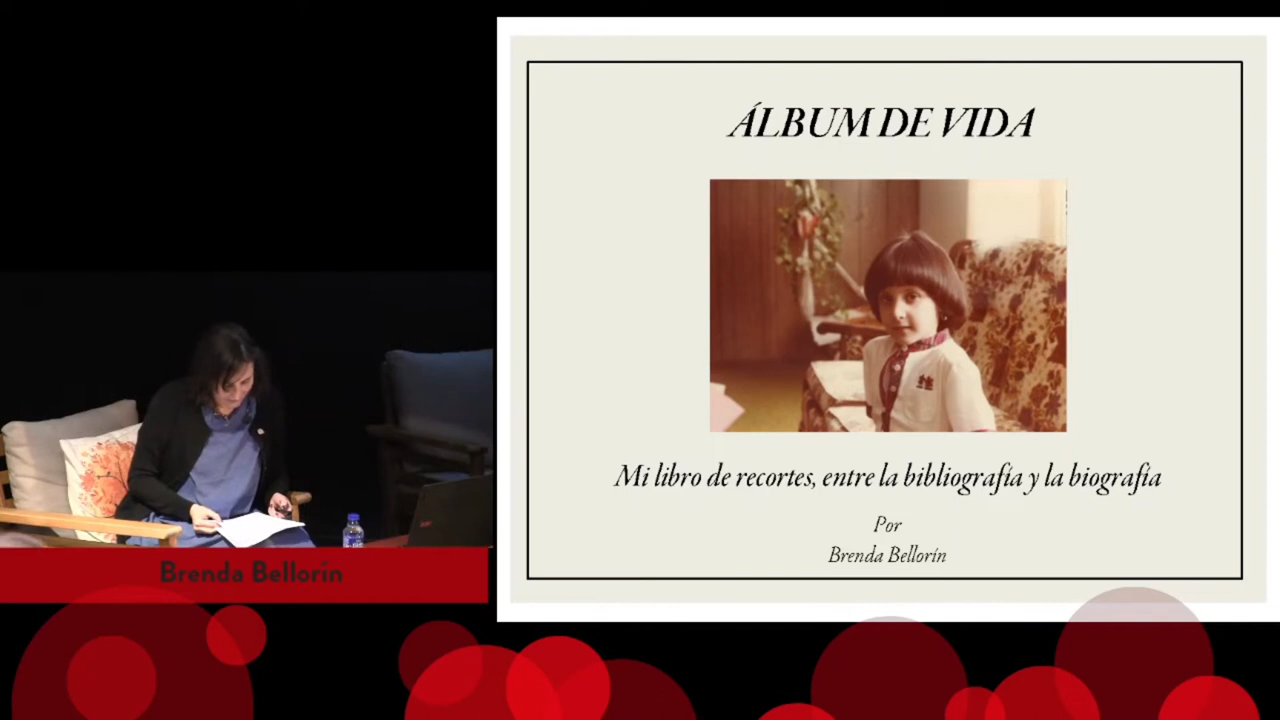 ÁLBUM DE VIDA
Mi libro de recortes, entre la bibliografía y la biografía
Por
Brenda Bellorín
Brenda Bellorín